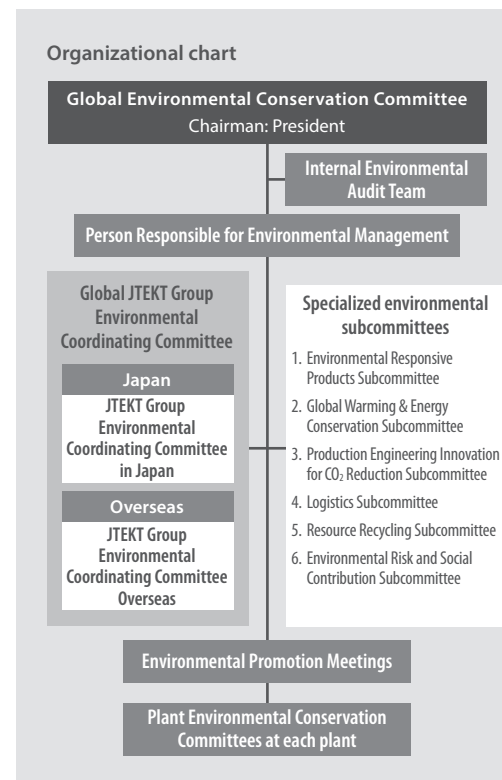 Organizational chart
Global Environmental Conservation Committee
Chairman: President
Internal Environmental
Audit Team
Person Responsible for Environmental Management
Global JTEKT Group
Environmental
Coordinating Committee
Japan
JTEKT Group
Environmental
Coordinating Committee
in Japan
Overseas
JTEKT Group
Environmental
Coordinating Committee
Overseas
Specialized environmental
subcommittees
1. Environmental Responsive
Products Subcommittee
2. Global Warming & Energy
Conservation Subcommittee
3. Production Engineering Innovation
for CO₂ Reduction Subcommittee
4. Logistics Subcommittee
5. Resource Recycling Subcommittee
6. Environmental Risk and Social
Contribution Subcommittee
Environmental Promotion Meetings
Plant Environmental Conservation
Committees at each plant